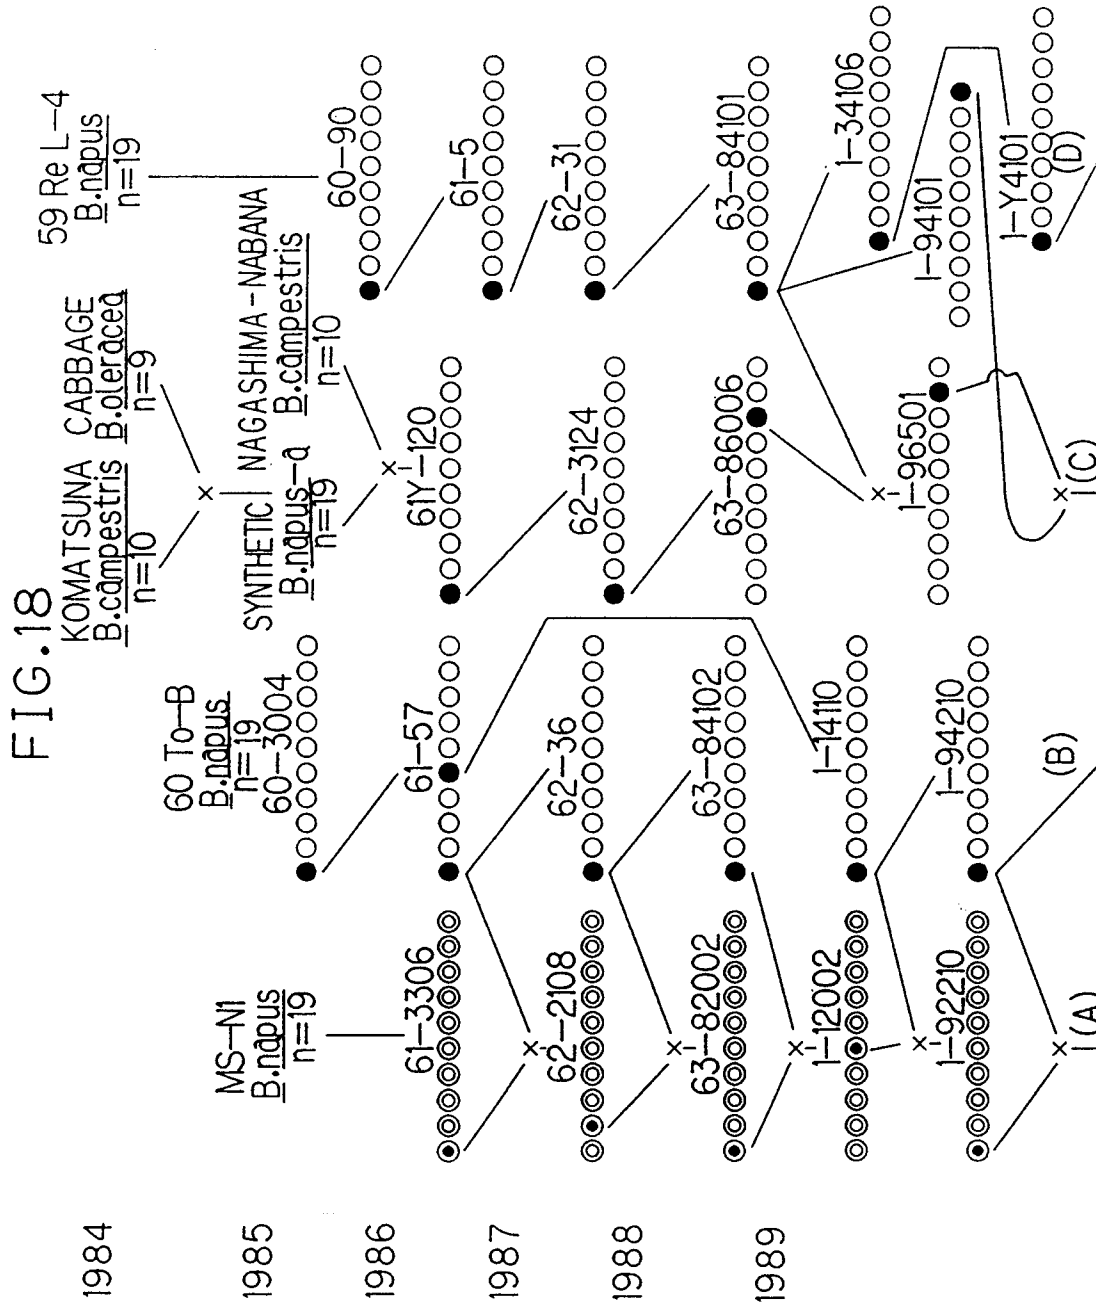 FIG.18
1984
1985
1986
1987
1988
1989
KOMATSUNA
B.campestris
n=10
CABBAGE
B.oleraced
n=9
59 Re L-4
B.napus
n=19
60 To-B
B.napus
n=19
60-3004
SYNTHETIC
B.napus-a
n=19
NAGASHIMA-NABANA
B.campestris
n=10
MS-N1
B.napus
n=19
60-90
61-3306
61-57
61Y-120
61-5
×
62-2108
62-36
62-3124
62-31
×
63-82002
63-84102
63-86006
63-84101
×
1-12002
1-14110
×
1-96501
1-94101
1-34106
×
1-92210
1-94210
1-Y4101
×
(A)
(B)
×
(C)
(D)
×
×